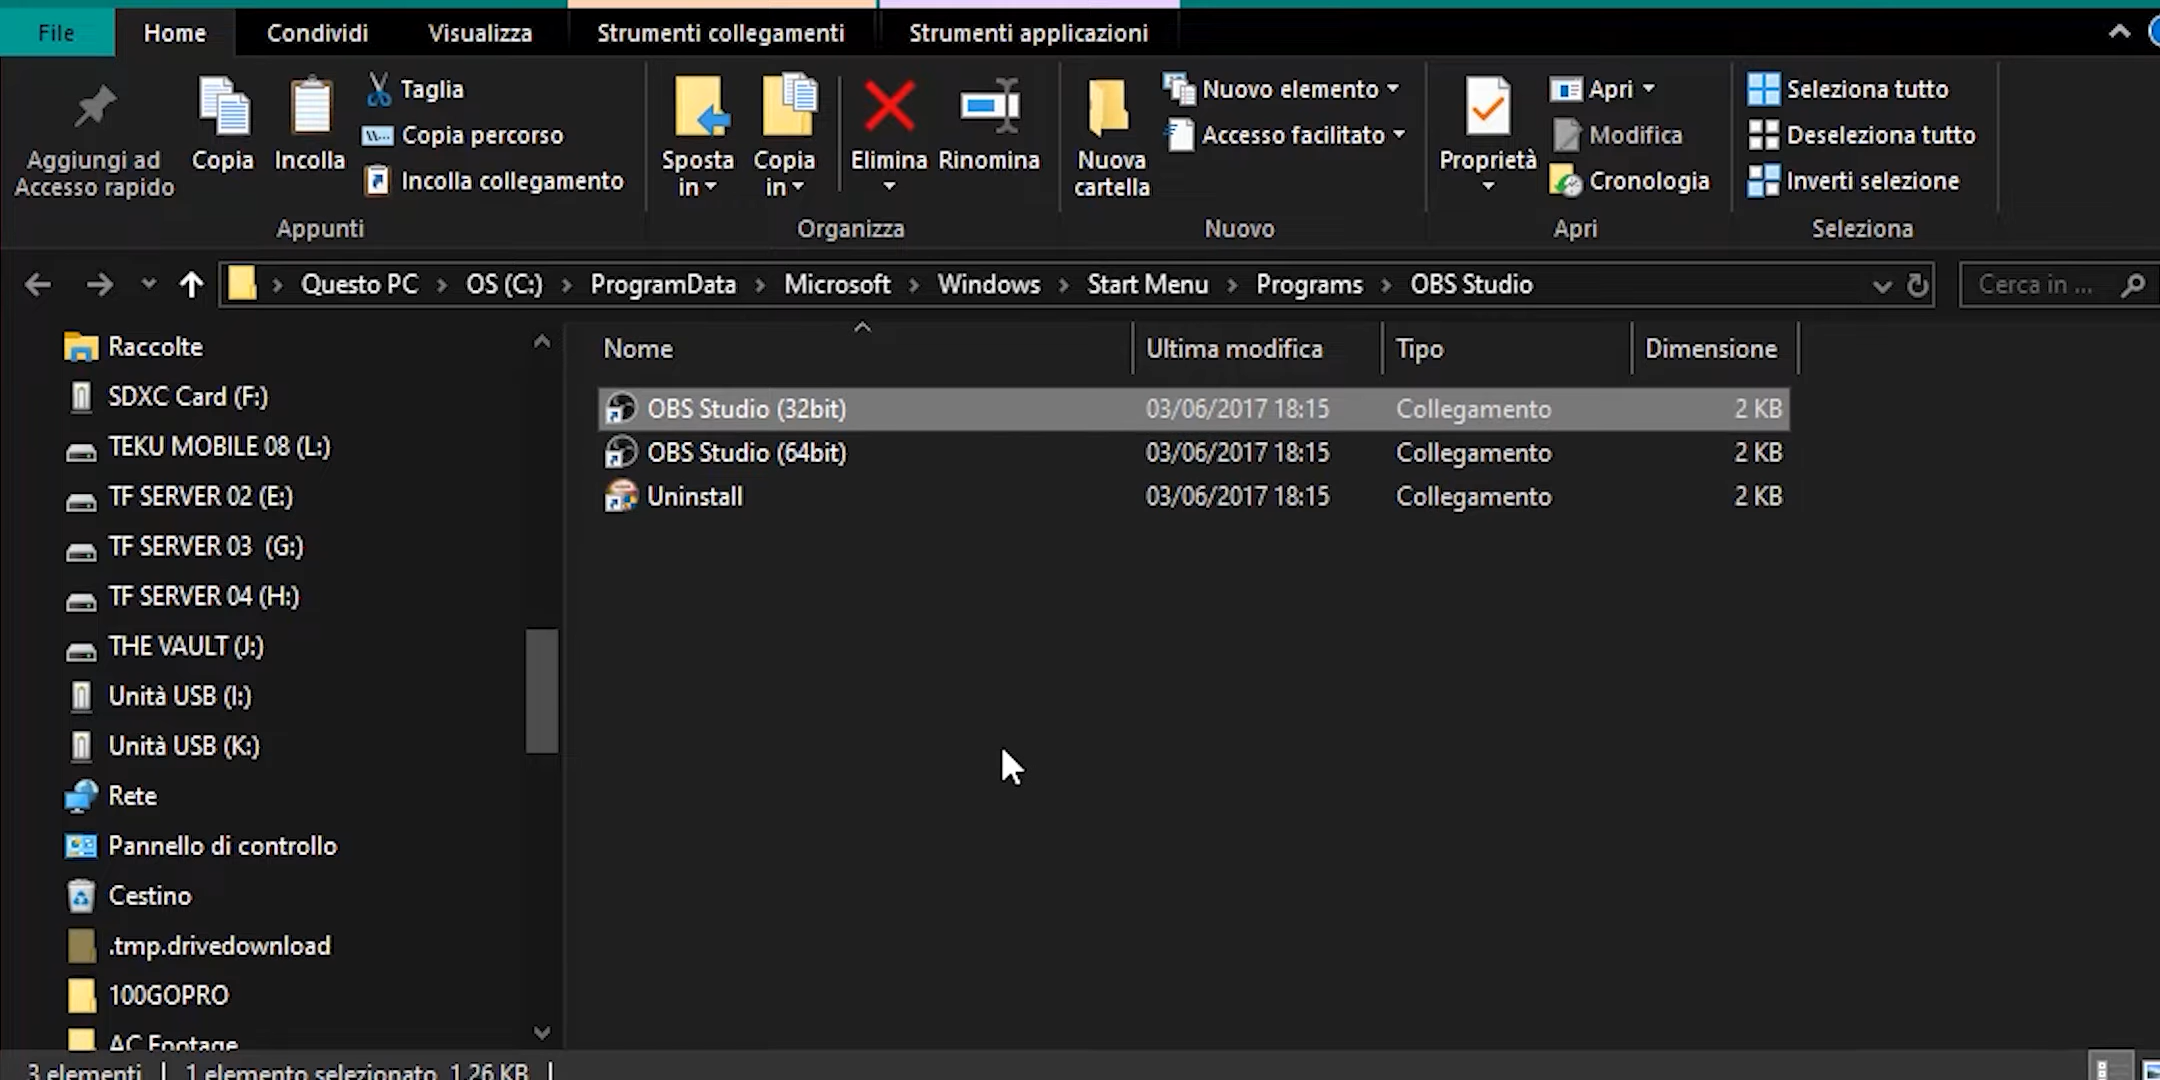 File Home Condividi Visualizza Strumenti collegamenti Strumenti applicazioni
Aggiungi ad
Accesso rapido
Copia
Incolla
Taglia
Copia percorso
Incolla collegamento
Appunti
Sposta
in
Copia
in
Elimina
Rinomina
Organizza
Nuova
cartella
Nuovo elemento
Accesso facilitato
Nuovo
Proprietà
Apri
Modifica
Cronologia
Apri
Seleziona tutto
Deseleziona tutto
Inverti selezione
Seleziona
Questo PC > OS (C:) > ProgramData > Microsoft > Windows > Start Menu > Programs > OBS Studio
Cerca in ...
Raccolte
SDXC Card (F:)
TEKU MOBILE 08 (L:)
TF SERVER 02 (E:)
TF SERVER 03 (G:)
TF SERVER 04 (H:)
THE VAULT (J:)
Unità USB (I:)
Unità USB (K:)
Rete
Pannello di controllo
Cestino
.tmp.drivedownload
100GOPRO
AC Footage
Nome Ultima modifica Tipo Dimensione
OBS Studio (32bit) 03/06/2017 18:15 Collegamento 2 KB
OBS Studio (64bit) 03/06/2017 18:15 Collegamento 2 KB
Uninstall 03/06/2017 18:15 Collegamento 2 KB
3 elementi 1 elemento selezionato 1,26 KB